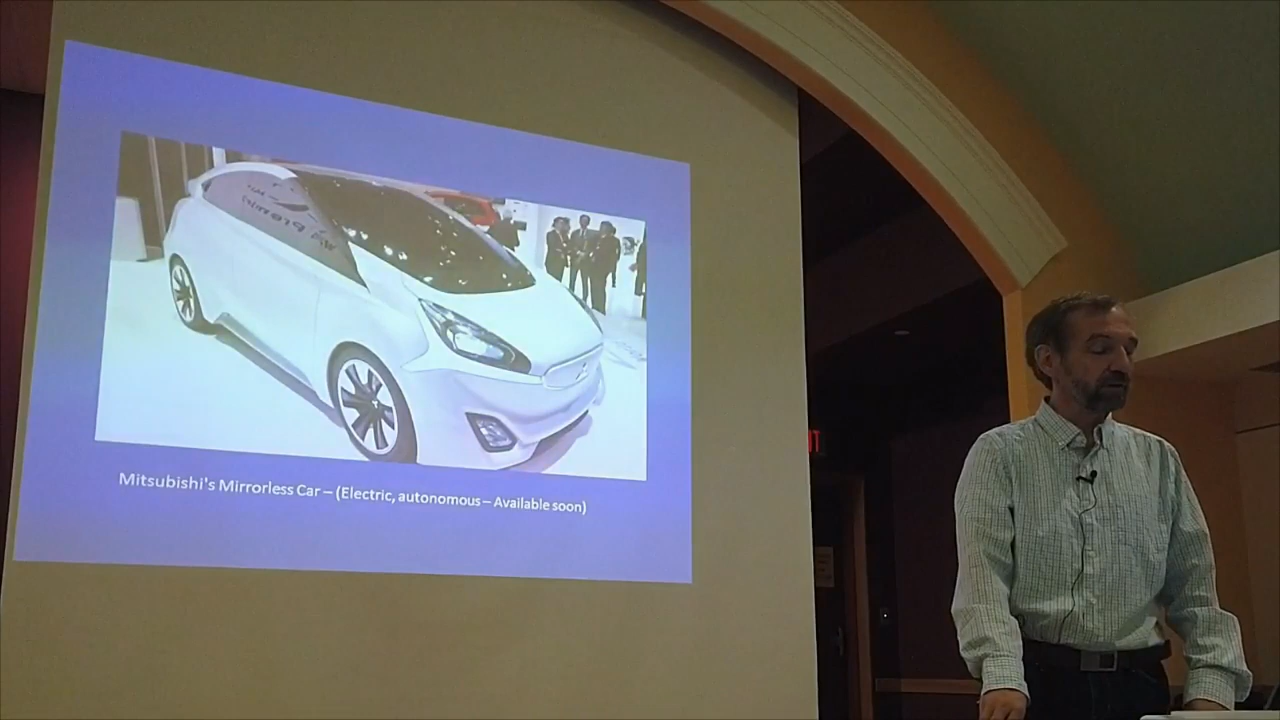 Mitsubishi's Mirrorless Car – (Electric, autonomous – Available soon)